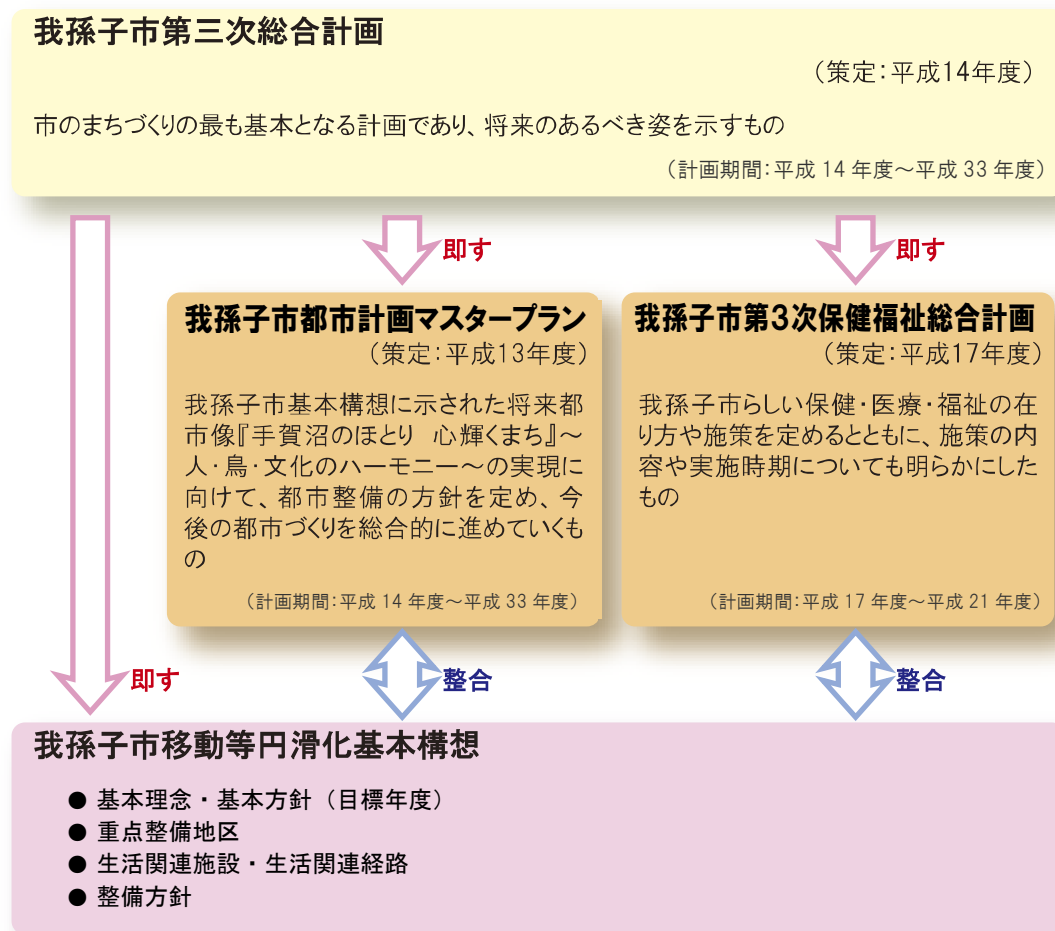 我孫子市第三次総合計画
（策定：平成14年度）
市のまちづくりの最も基本となる計画であり、将来のあるべき姿を示すもの
（計画期間：平成 14 年度～平成 33 年度）
即す
即す
我孫子市都市計画マスタープラン
（策定：平成13年度）
我孫子市基本構想に示された将来都
市像『手賀沼のほとり　心輝くまち』～
人・鳥・文化のハーモニー～の実現に
向けて、都市整備の方針を定め、今
後の都市づくりを総合的に進めていくも
の
（計画期間：平成 14 年度～平成 33 年度）
我孫子市第３次保健福祉総合計画
（策定：平成17年度）
我孫子市らしい保健・医療・福祉の在
り方や施策を定めるとともに、施策の内
容や実施時期についても明らかにした
もの
（計画期間：平成 17 年度～平成 21 年度）
即す
整合
整合
我孫子市移動等円滑化基本構想
● 基本理念・基本方針（目標年度）
● 重点整備地区
● 生活関連施設・生活関連経路
● 整備方針